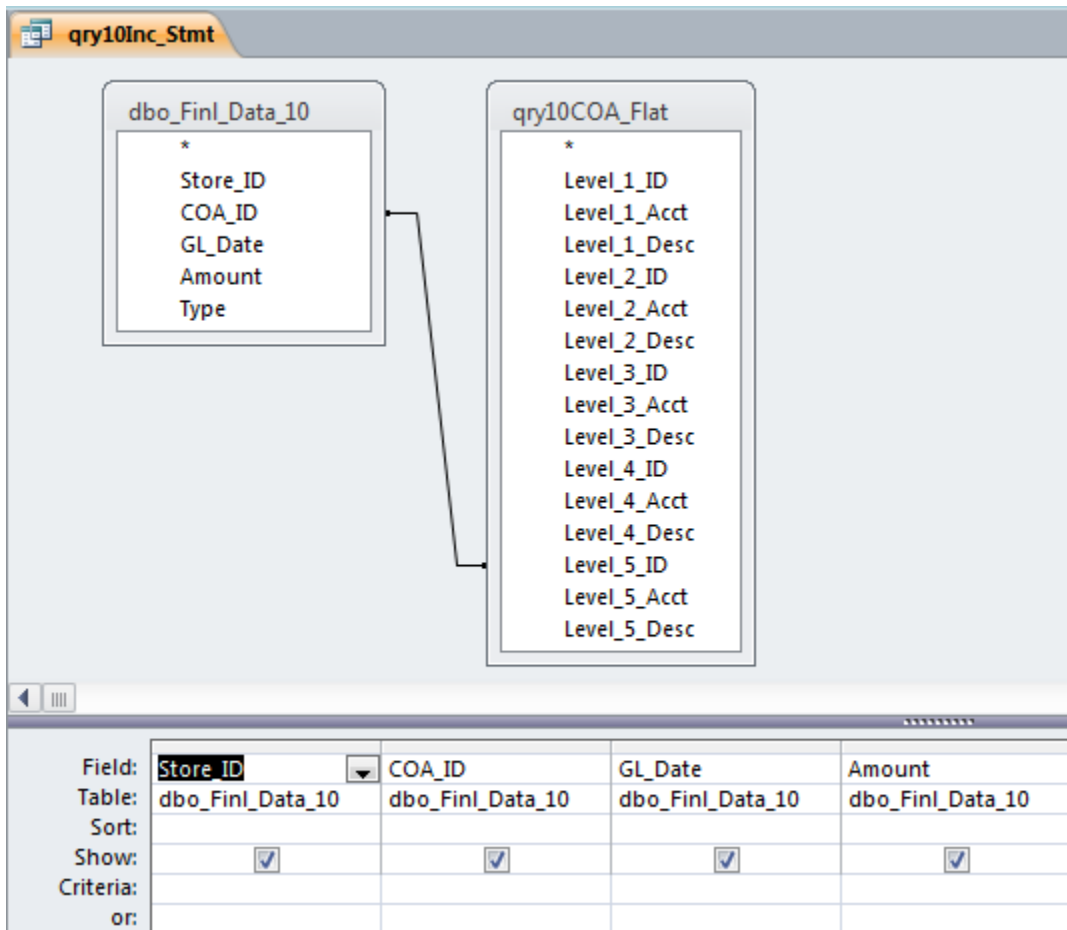 qry10Inc_Stmt
dbo_Finl_Data_10
*
Store_ID
COA_ID
GL_Date
Amount
Type
qry10COA_Flat
*
Level_1_ID
Level_1_Acct
Level_1_Desc
Level_2_ID
Level_2_Acct
Level_2_Desc
Level_3_ID
Level_3_Acct
Level_3_Desc
Level_4_ID
Level_4_Acct
Level_4_Desc
Level_5_ID
Level_5_Acct
Level_5_Desc
Field: Store_ID COA_ID GL_Date Amount
Table: dbo_Finl_Data_10 dbo_Finl_Data_10 dbo_Finl_Data_10 dbo_Finl_Data_10
Sort:
Show:
Criteria:
or: